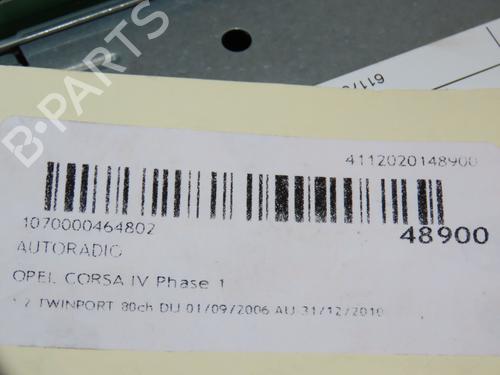 B-PARTS
6117
4112020148900
1070000464802
48900
AUTORADIO
OPEL CORSA IV Phase 1
TWINPORT 80ch DU 01/09/2006 AU 31/12/2010